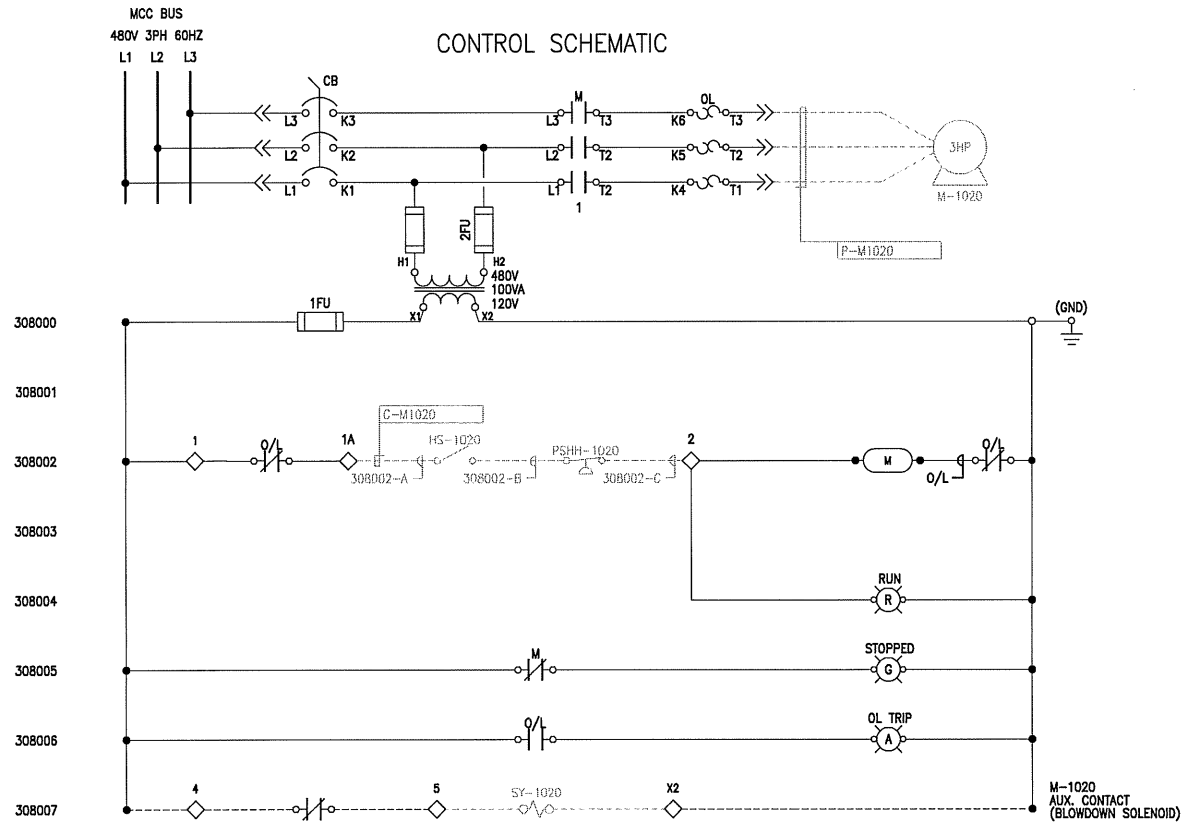 MCC BUS
480V 3PH 60HZ
L1 L2 L3
CONTROL SCHEMATIC
CB
M
OL
L3 K3 L3 T3 K6 T3
L2 K2 L2 T2 K5 T2
L1 K1 L1 T2 K4 T1
1
3HP
M-1020
P-M1020
2FU
H1 H2
480V
100VA
120V
X1 X2
1FU
308000
(GND)
308001
C-M1020
308002
1
O/L
1A
HS-1020
PSHH-1020
2
M
O/L
O/L
308002-A
308002-B
308002-C
308003
308004
RUN
R
308005
M
STOPPED
G
308006
O/L
OL TRIP
A
308007
4
5
SY-1020
X2
M-1020
AUX. CONTACT
(BLOWDOWN SOLENOID)